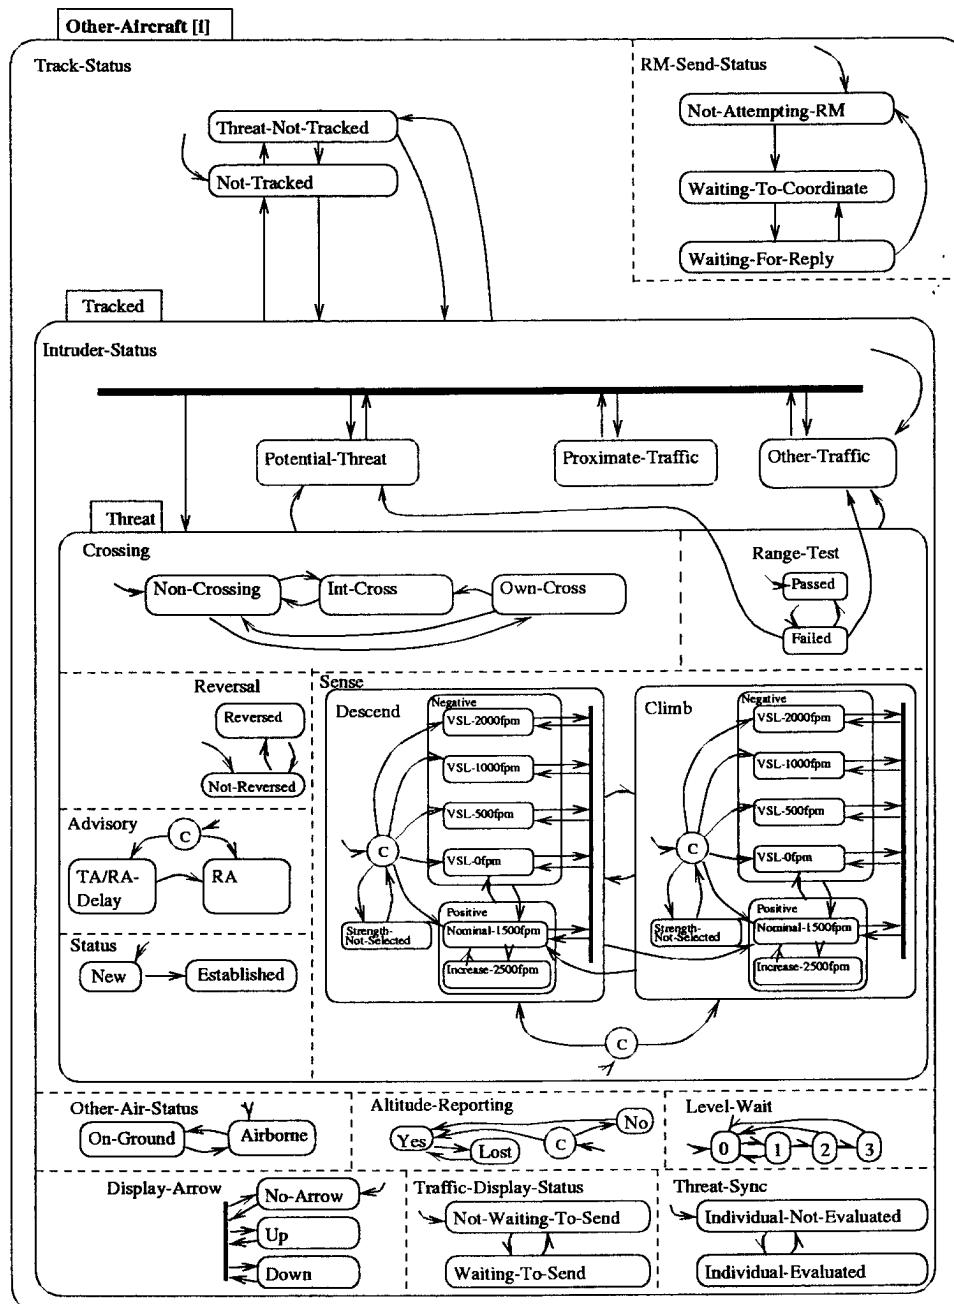 Other-Aircraft [i]
Track-Status
RM-Send-Status
Threat-Not-Tracked
Not-Tracked
Not-Attempting-RM
Waiting-To-Coordinate
Waiting-For-Reply
Tracked
Intruder-Status
Potential-Threat
Proximate-Traffic
Other-Traffic
Threat
Crossing
Non-Crossing
Int-Cross
Own-Cross
Range-Test
Passed
Failed
Reversal
Reversed
Not-Reversed
Advisory
C
TA/RA-
Delay
RA
Status
New
Established
Sense
Descend
Negative
VSL-2000fpm
VSL-1000fpm
VSL-500fpm
VSL-0fpm
C
Strength-
Not-Selected
Positive
Nominal-1500fpm
Increase-2500fpm
Climb
Negative
VSL-2000fpm
VSL-1000fpm
VSL-500fpm
VSL-0fpm
C
Strength-
Not-Selected
Positive
Nominal-1500fpm
Increase-2500fpm
C
Other-Air-Status
On-Ground
Airborne
Altitude-Reporting
Yes
Lost
C
No
Level-Wait
0
1
2
3
Display-Arrow
No-Arrow
Up
Down
Traffic-Display-Status
Not-Waiting-To-Send
Waiting-To-Send
Threat-Sync
Individual-Not-Evaluated
Individual-Evaluated